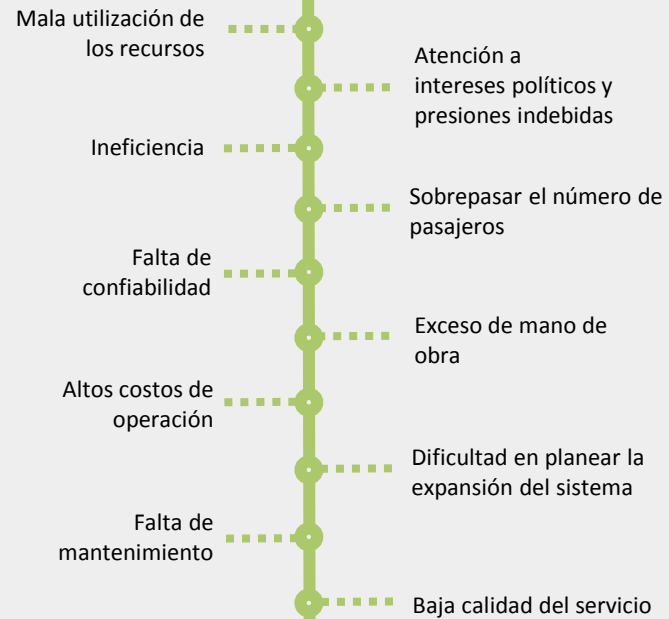 Mala utilización de
los recursos
Atención a
intereses políticos y
presiones indebidas
Ineficiencia
Sobrepasar el número de
pasajeros
Falta de
confiabilidad
Exceso de mano de
obra
Altos costos de
operación
Dificultad en planear la
expansión del sistema
Falta de
mantenimiento
Baja calidad del servicio